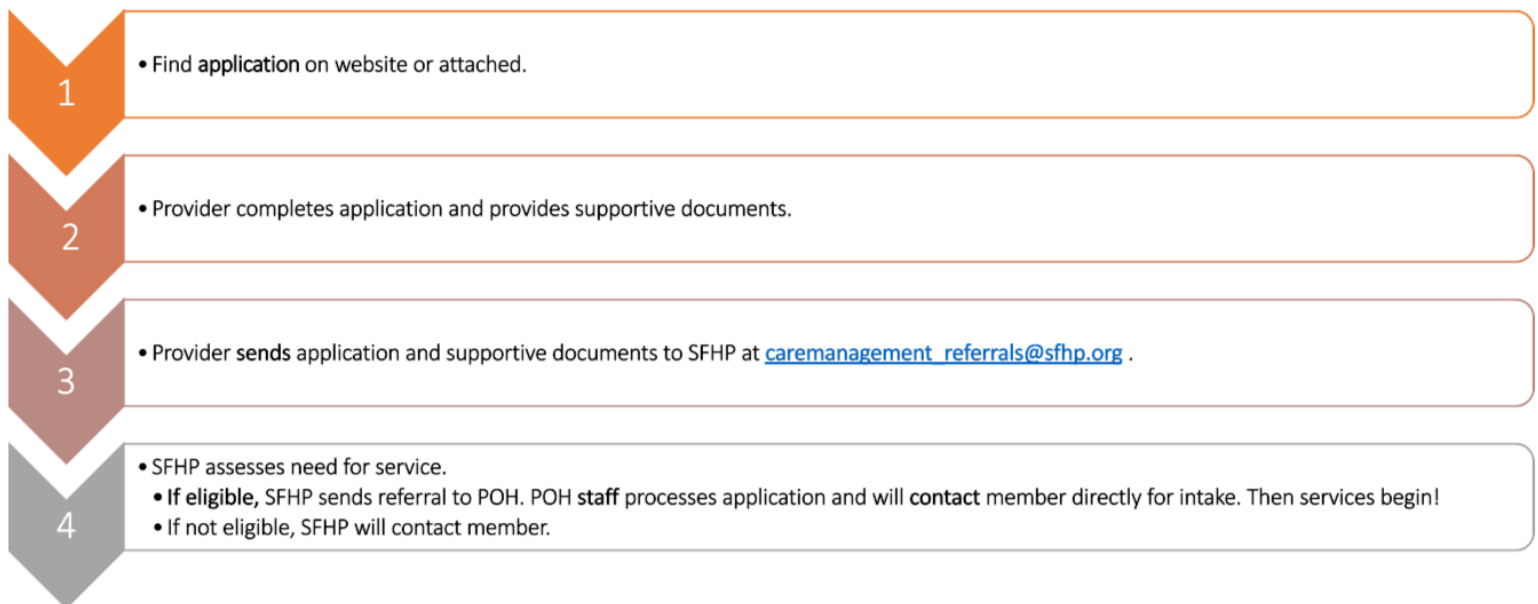 1
• Find application on website or attached.
2
• Provider completes application and provides supportive documents.
3
• Provider sends application and supportive documents to SFHP at caremanagement_referrals@sfhp.org .
4
• SFHP assesses need for service.
• If eligible, SFHP sends referral to POH. POH staff processes application and will contact member directly for intake. Then services begin!
• If not eligible, SFHP will contact member.